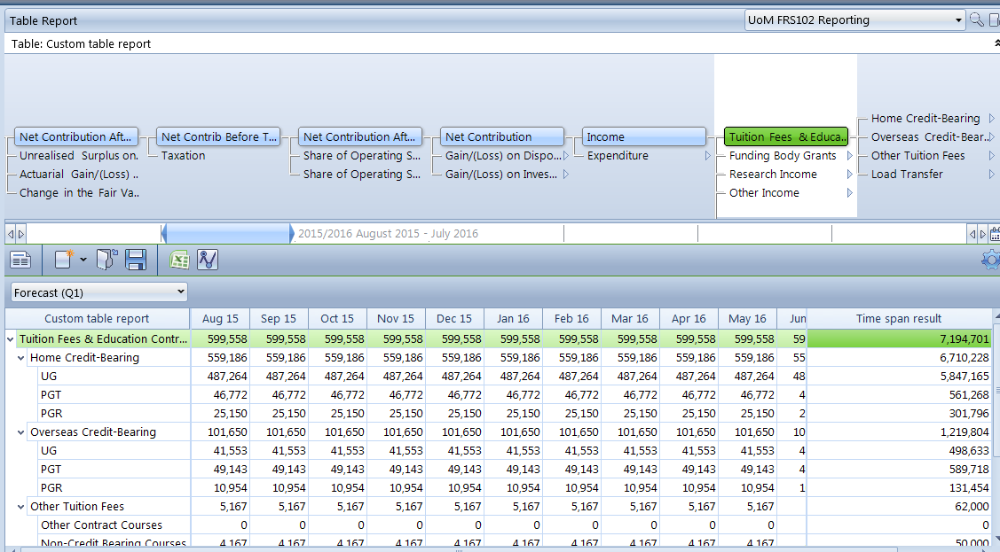 Table Report UoM FRS102 Reporting
Table: Custom table report
Home Credit-Bearing
Net Contribution Aft... Net Contrib Before T... Net Contribution Aft... Net Contribution Income Tuition Fees & Educa.. Overseas Credit-Bear..
Unrealised Surplus on. Taxation Share of Operating S... Gain/(Loss) on Dispo... Expenditure Funding Body Grants Other Tuition Fees
Actuarial Gain/(Loss) .. Share of Operating S... Gain/(Loss) on Inves... Research Income Load Transfer
Change in the Fair Va.. Other Income
2015/2016 August 2015 - July 2016
Forecast (Q1)
Custom table report Aug 15 Sep 15 Oct 15 Nov 15 Dec 15 Jan 16 Feb 16 Mar 16 Apr 16 May 16 Jun Time span result
Tuition Fees & Education Contr... 599,558 599,558 599,558 599,558 599,558 599,558 599,558 599,558 599,558 599,558 59 7,194,701
Home Credit-Bearing 559,186 559,186 559,186 559,186 559,186 559,186 559,186 559,186 559,186 559,186 55 6,710,228
UG 487,264 487,264 487,264 487,264 487,264 487,264 487,264 487,264 487,264 487,264 48 5,847,165
PGT 46,772 46,772 46,772 46,772 46,772 46,772 46,772 46,772 46,772 46,772 4 561,268
PGR 25,150 25,150 25,150 25,150 25,150 25,150 25,150 25,150 25,150 25,150 2 301,796
Overseas Credit-Bearing 101,650 101,650 101,650 101,650 101,650 101,650 101,650 101,650 101,650 101,650 10 1,219,804
UG 41,553 41,553 41,553 41,553 41,553 41,553 41,553 41,553 41,553 41,553 4 498,633
PGT 49,143 49,143 49,143 49,143 49,143 49,143 49,143 49,143 49,143 49,143 4 589,718
PGR 10,954 10,954 10,954 10,954 10,954 10,954 10,954 10,954 10,954 10,954 1 131,454
Other Tuition Fees 5,167 5,167 5,167 5,167 5,167 5,167 5,167 5,167 5,167 5,167 62,000
Other Contract Courses 0 0 0 0 0 0 0 0 0 0 0
Non-Credit Bearing Courses 4,167 4,167 4,167 4,167 4,167 4,167 4,167 4,167 4,167 4,167 50,000